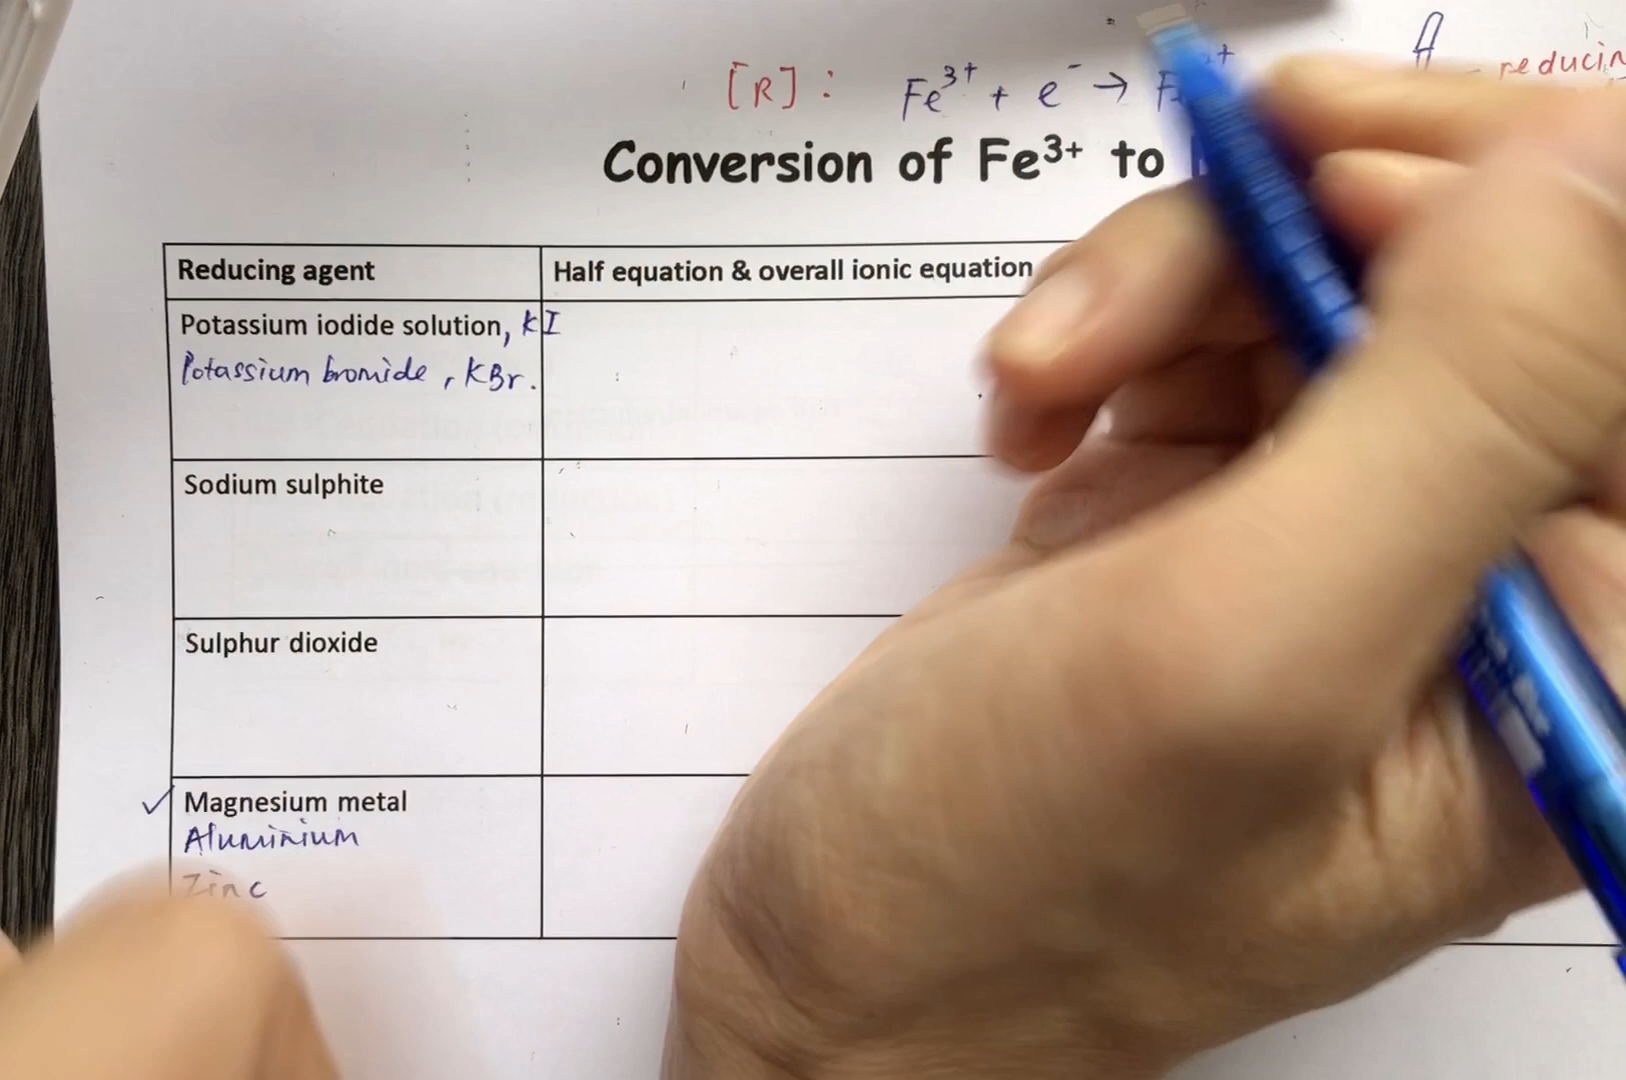 [R] : Fe³⁺ + e⁻ →
reducin
Conversion of Fe³⁺ to
Reducing agent
Half equation & overall ionic equation
Potassium iodide solution, KI
Potassium bromide, KBr.
Sodium sulphite
Sulphur dioxide
✓ Magnesium metal
Aluminium
Zinc